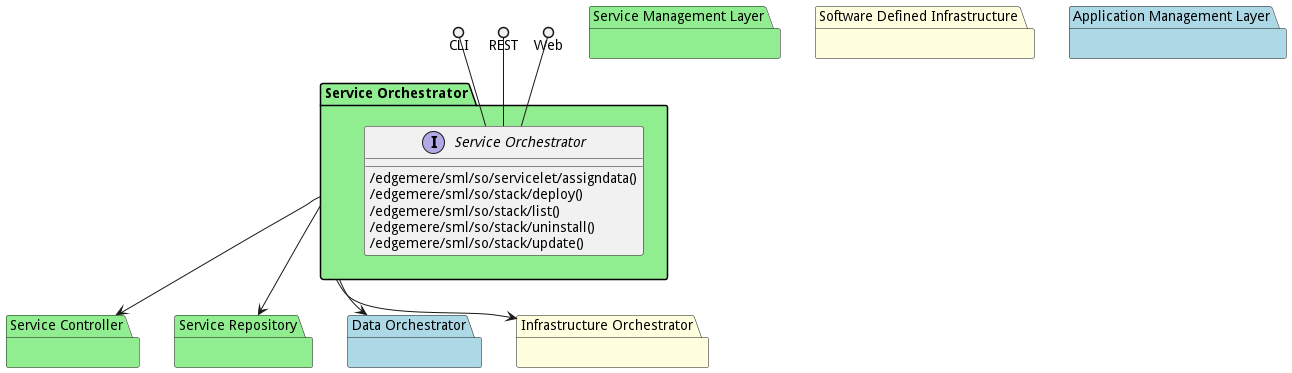 Service Management Layer
Software Defined Infrastructure
Application Management Layer
CLI
REST
Web
Service Orchestrator
I
Service Orchestrator
/edgemere/sml/so/servicelet/assigndata()
/edgemere/sml/so/stack/deploy()
/edgemere/sml/so/stack/list()
/edgemere/sml/so/stack/uninstall()
/edgemere/sml/so/stack/update()
Service Controller
Service Repository
Data Orchestrator
Infrastructure Orchestrator